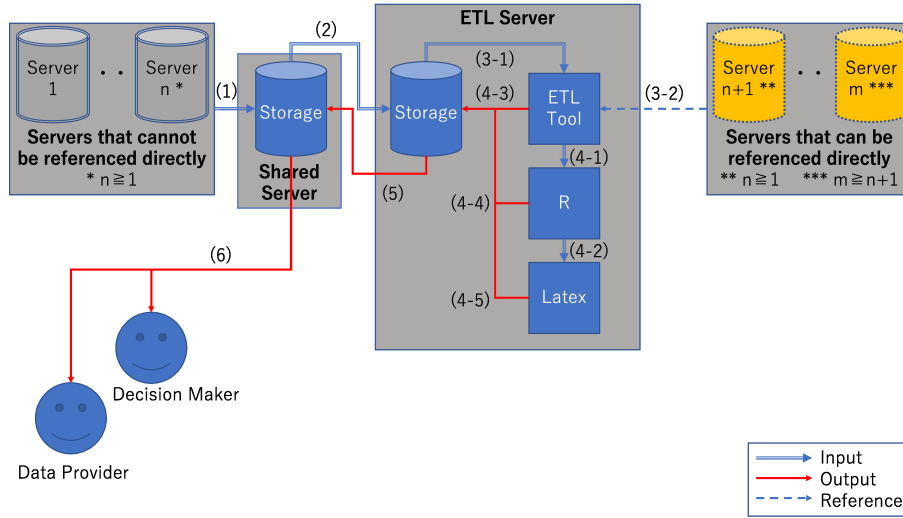 ETL Server
Server
1
. .
Server
n *
Servers that cannot
be referenced directly
* n≧1
(1)
(2)
Storage
Shared
Server
Storage
(3-1)
(4-3)
ETL
Tool
(3-2)
(4-1)
(5)
(4-4)
R
(4-2)
(4-5)
Latex
Server
n+1 **
. .
Server
m ***
Servers that can be
referenced directly
** n≧1 *** m≧n+1
(6)
Decision Maker
Data Provider
Input
Output
Reference